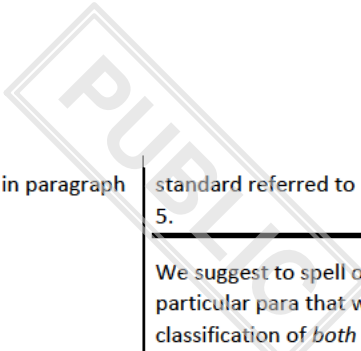 PUBLIC
in paragraph
standard referred to
5.
We suggest to spell
particular para that
classification of both